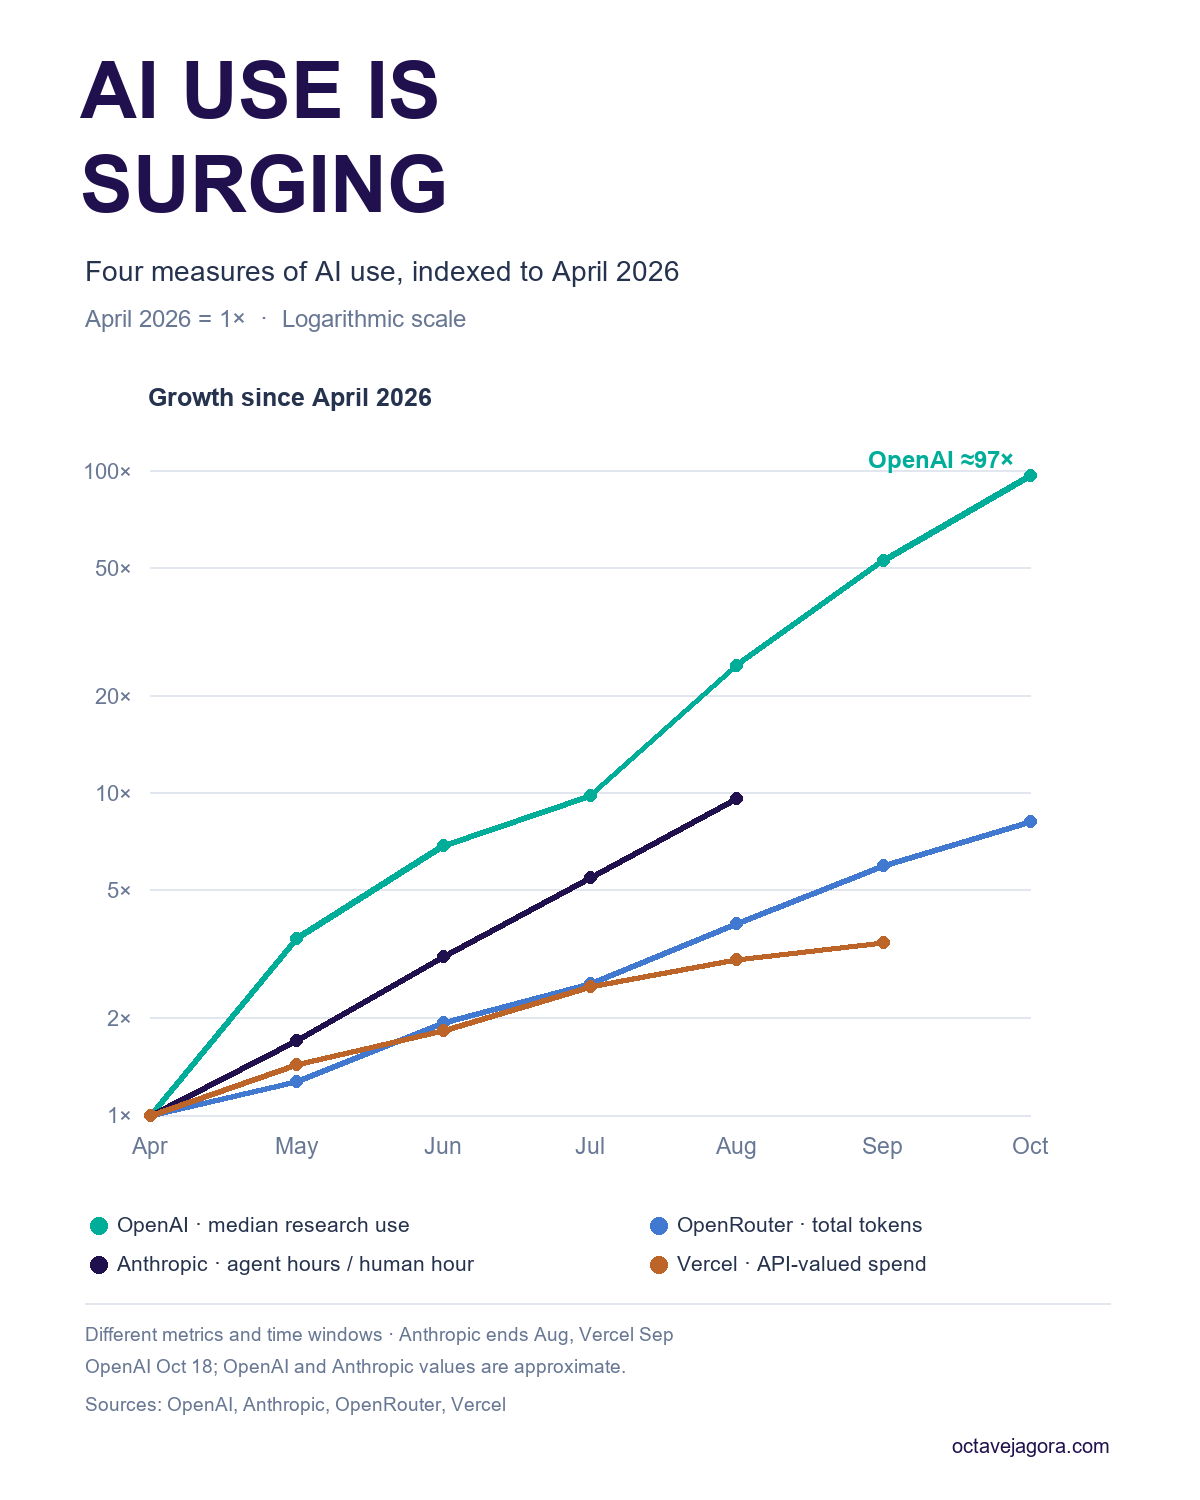 AI USE IS
SURGING
Four measures of AI use, indexed to April 2026
April 2026 = 1× · Logarithmic scale
Growth since April 2026
OpenAI ≈97×
100×
50×
20×
10×
5×
2×
1×
Apr May Jun Jul Aug Sep Oct
OpenAI · median research use
OpenRouter · total tokens
Anthropic · agent hours / human hour
Vercel · API-valued spend
Different metrics and time windows · Anthropic ends Aug, Vercel Sep
OpenAI Oct 18; OpenAI and Anthropic values are approximate.
Sources: OpenAI, Anthropic, OpenRouter, Vercel
octavejagora.com